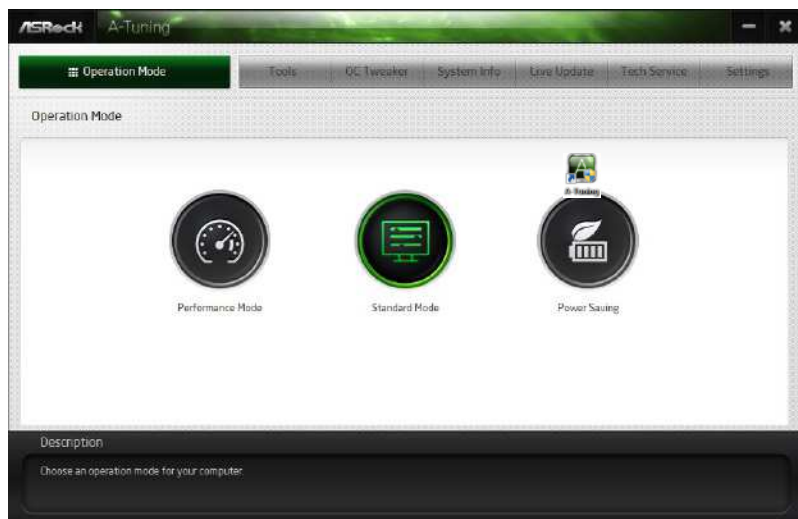 ASRock A-Tuning
Operation Mode Tools OC Tweaker System Info Live Update Tech Service Settings
Operation Mode
A-Tuning
Performance Mode Standard Mode Power Saving
Description
Choose an operation mode for your computer.